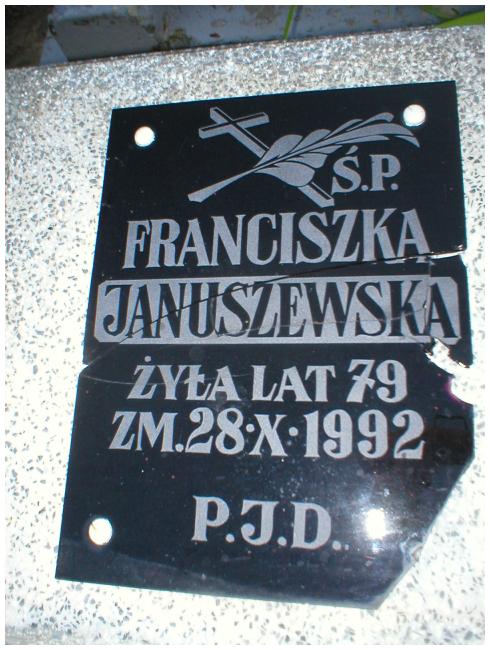 Ś.P.
FRANCISZKA
JANUSZEWSKA
ŻYŁA LAT 79
ZM. 28·X·1992
P.J.D.